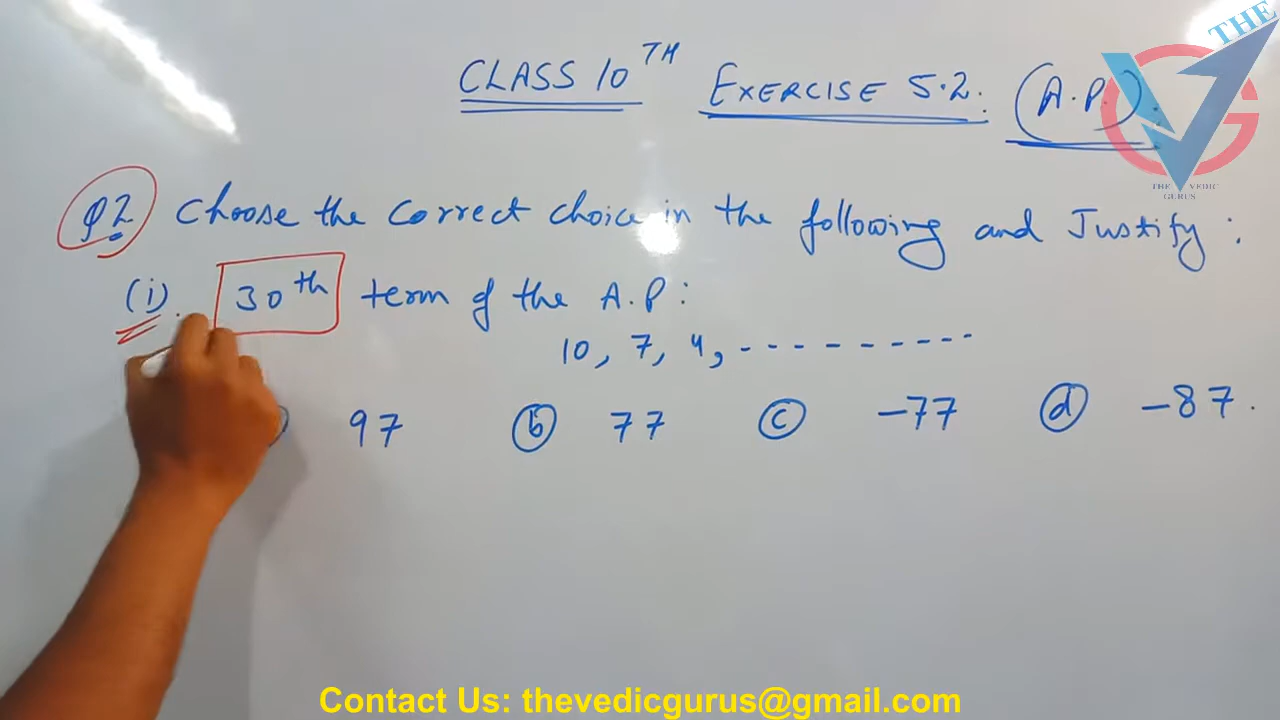 THE
CLASS 10TH EXERCISE 5.2. (A.P.).
THE VEDIC
GURUS
Q2 Choose the correct choice in the following and Justify :
(i). 30th term of the A.P :
10, 7, 4, ----------
97 (b) 77 (c) -77 (d) -87.
Contact Us: thevedicgurus@gmail.com